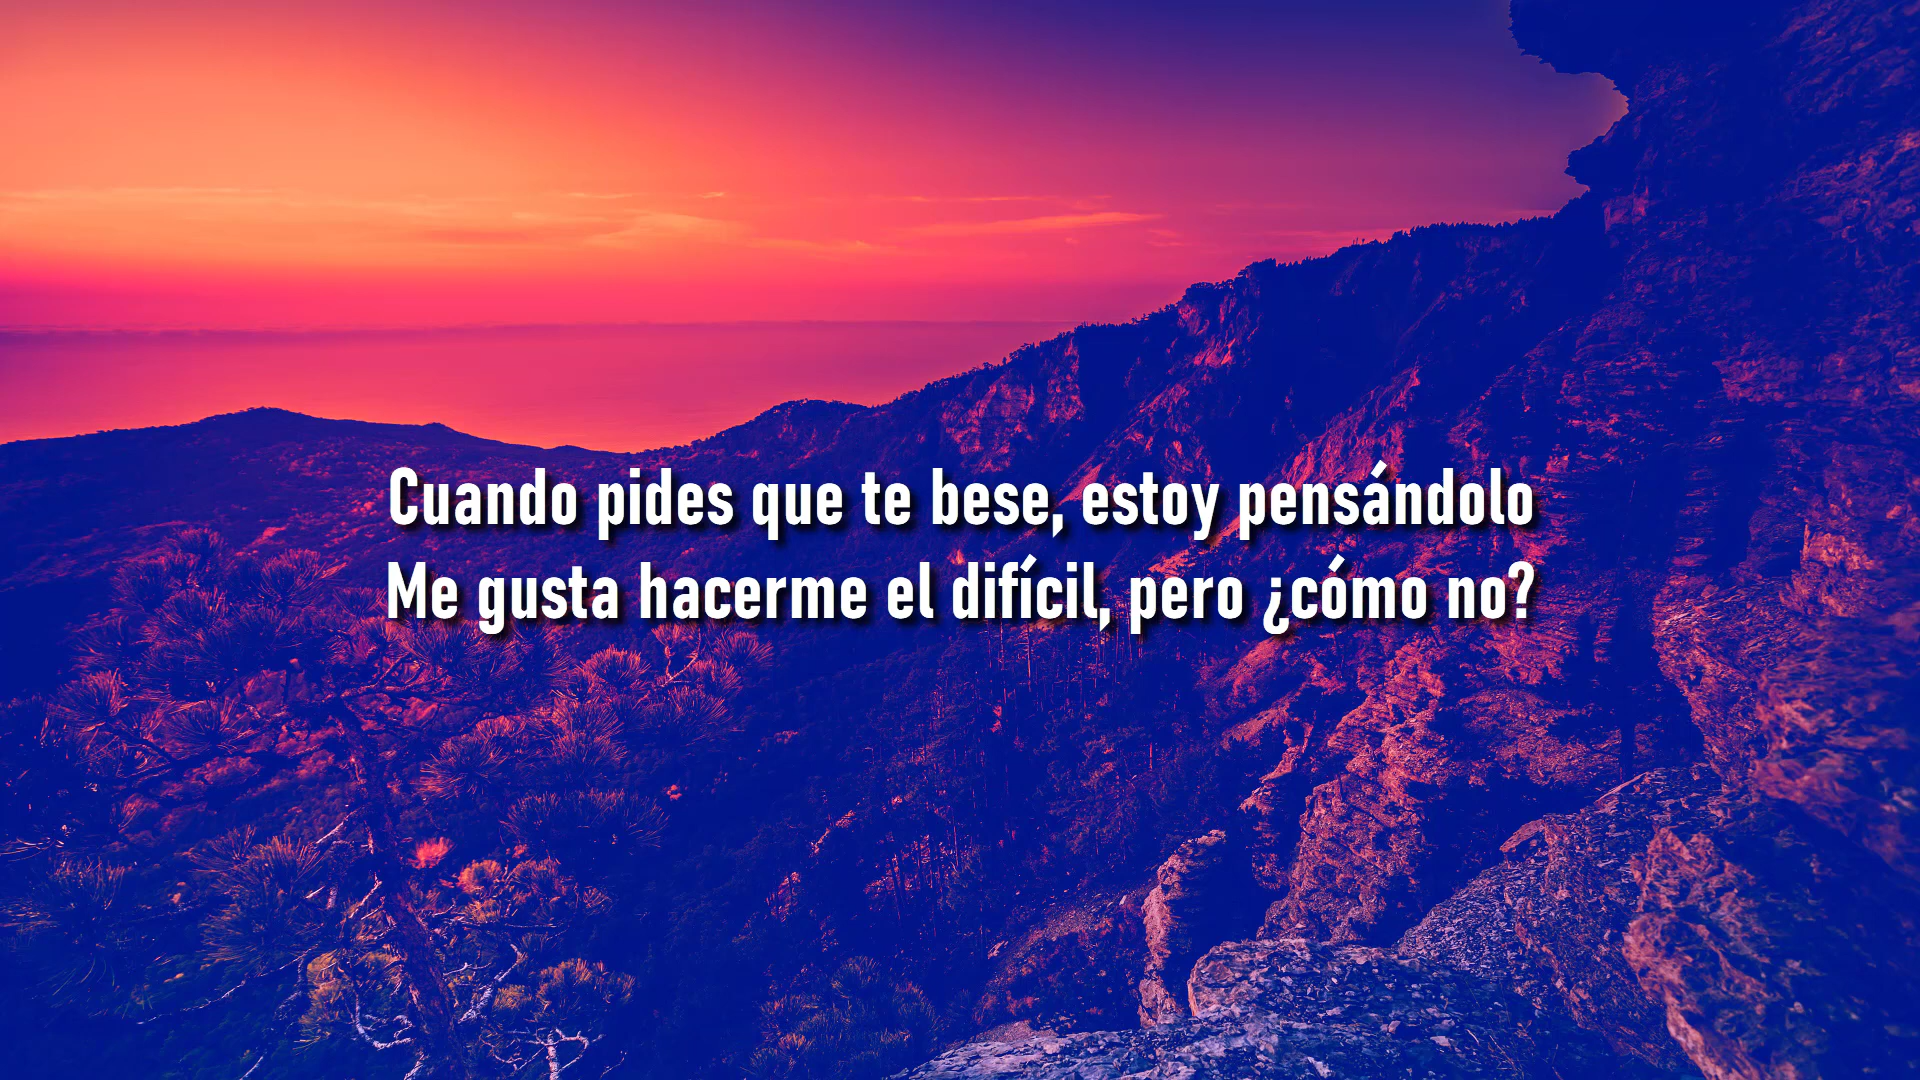 Cuando pides que te bese, estoy pensándolo
Me gusta hacerme el difícil, pero ¿cómo no?